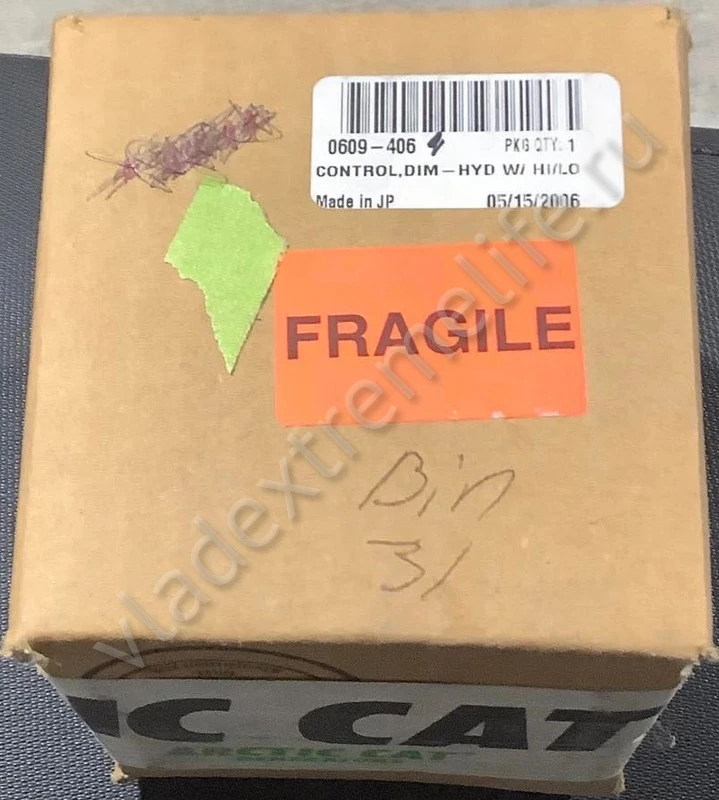 0609-406 PKG QTY. 1
CONTROL,DIM-HYD W/ HI/LO
Made in JP 05/15/2006
FRAGILE
Bin
31
IC CAT
ARCTIC CAT
vladextremelife.ru